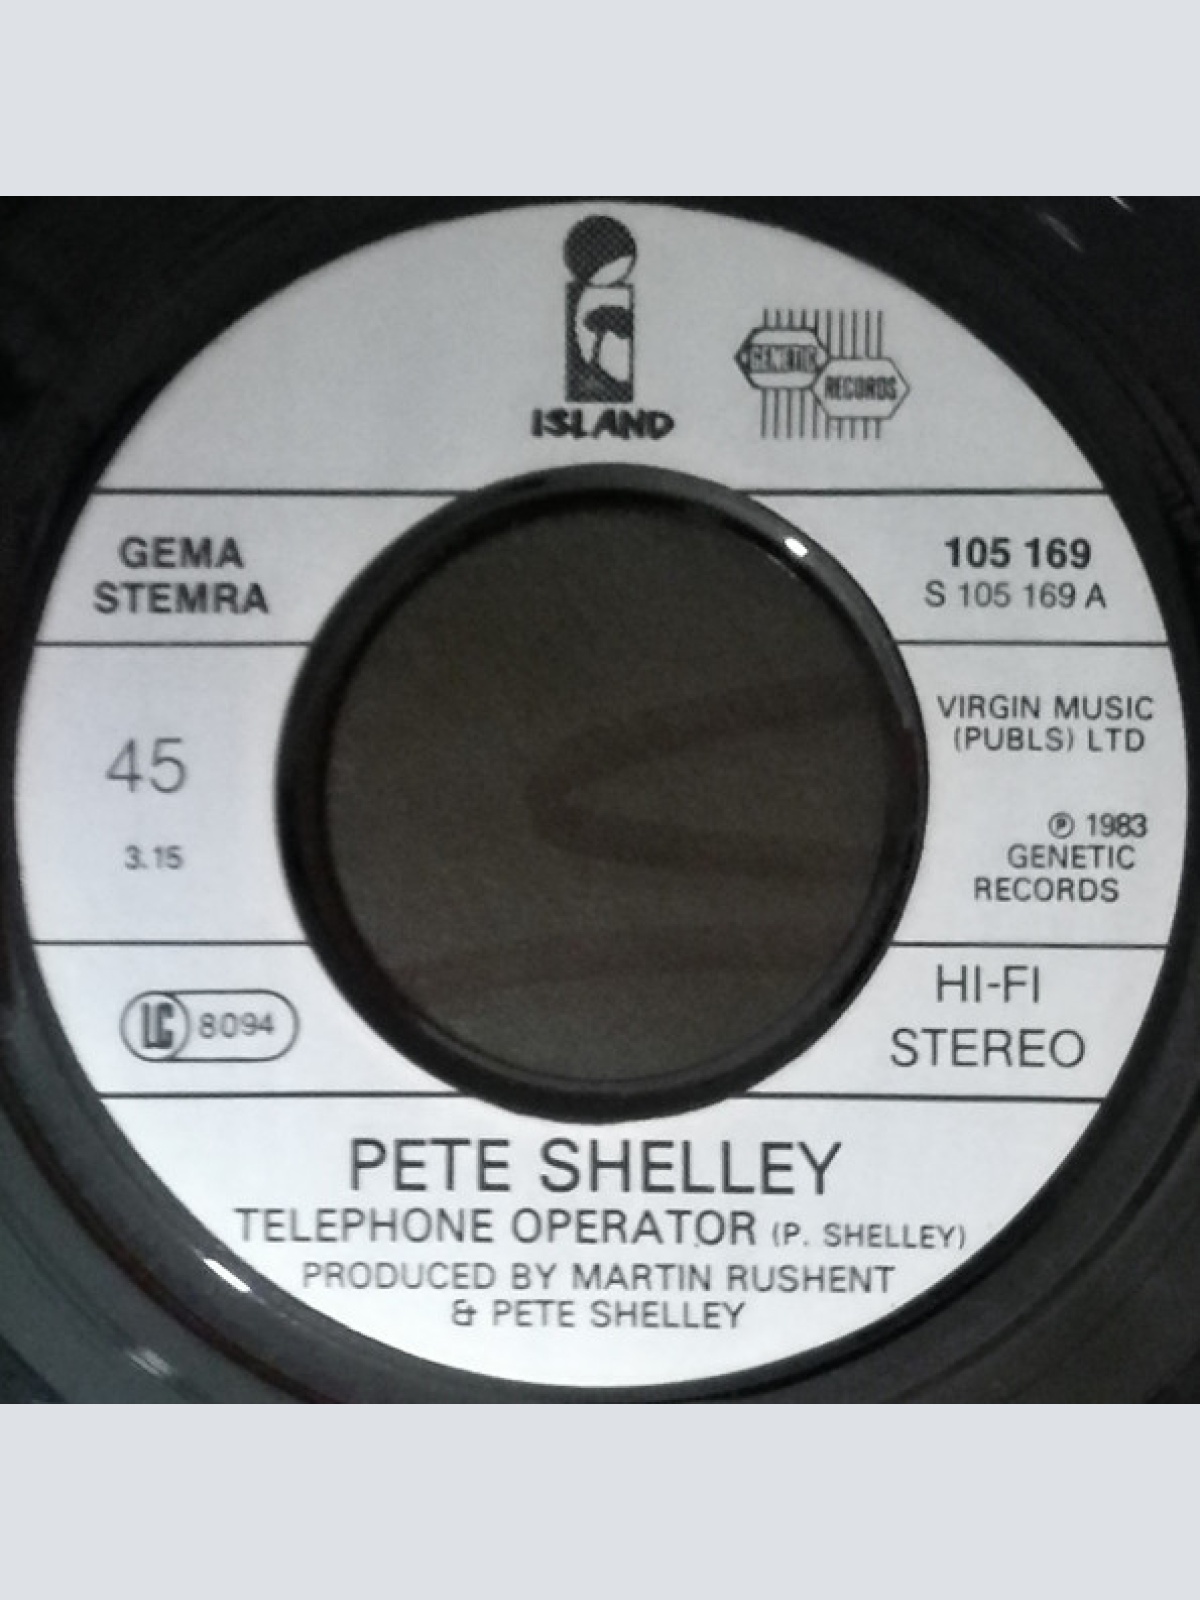 ISLAND
GENETIC
RECORDS
GEMA
STEMRA
105 169
S 105 169 A
45
3.15
VIRGIN MUSIC
(PUBLS) LTD
℗ 1983
GENETIC
RECORDS
LC 8094
HI-FI
STEREO
PETE SHELLEY
TELEPHONE OPERATOR (P. SHELLEY)
PRODUCED BY MARTIN RUSHENT
& PETE SHELLEY